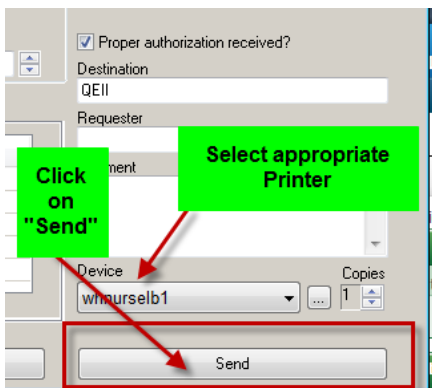 Proper authorization received?
Destination
QEII
Requester
Select appropriate
Printer
Click
on
"Send"
Device
Copies
whnurselb1
...
1
Send